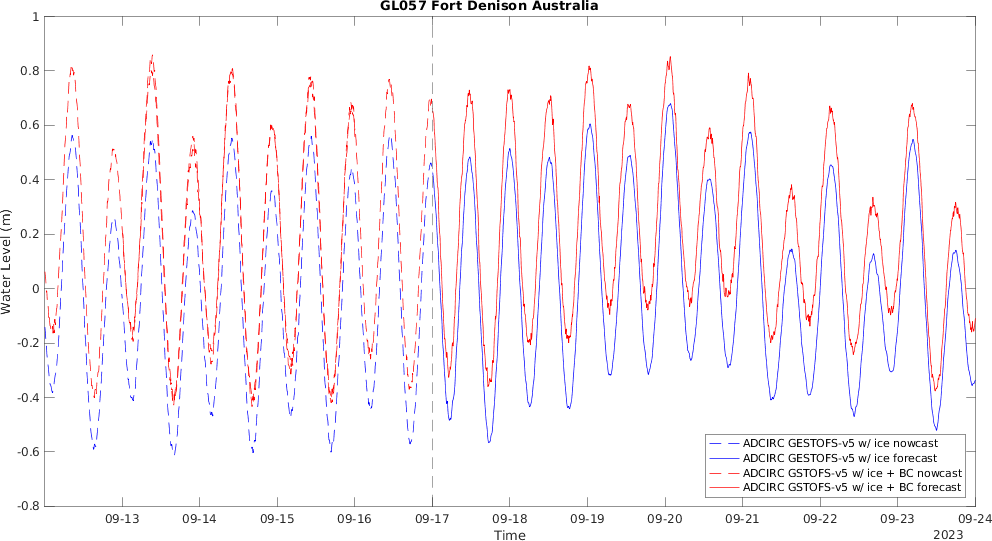 GL057 Fort Denison Australia
1
0.8
0.6
0.4
0.2
0
-0.2
-0.4
-0.6
-0.8
Water Level (m)
ADCIRC GESTOFS-v5 w/ ice nowcast
ADCIRC GESTOFS-v5 w/ ice forecast
ADCIRC GSTOFS-v5 w/ ice + BC nowcast
ADCIRC GSTOFS-v5 w/ ice + BC forecast
09-13 09-14 09-15 09-16 09-17 09-18 09-19 09-20 09-21 09-22 09-23 09-24
Time
2023